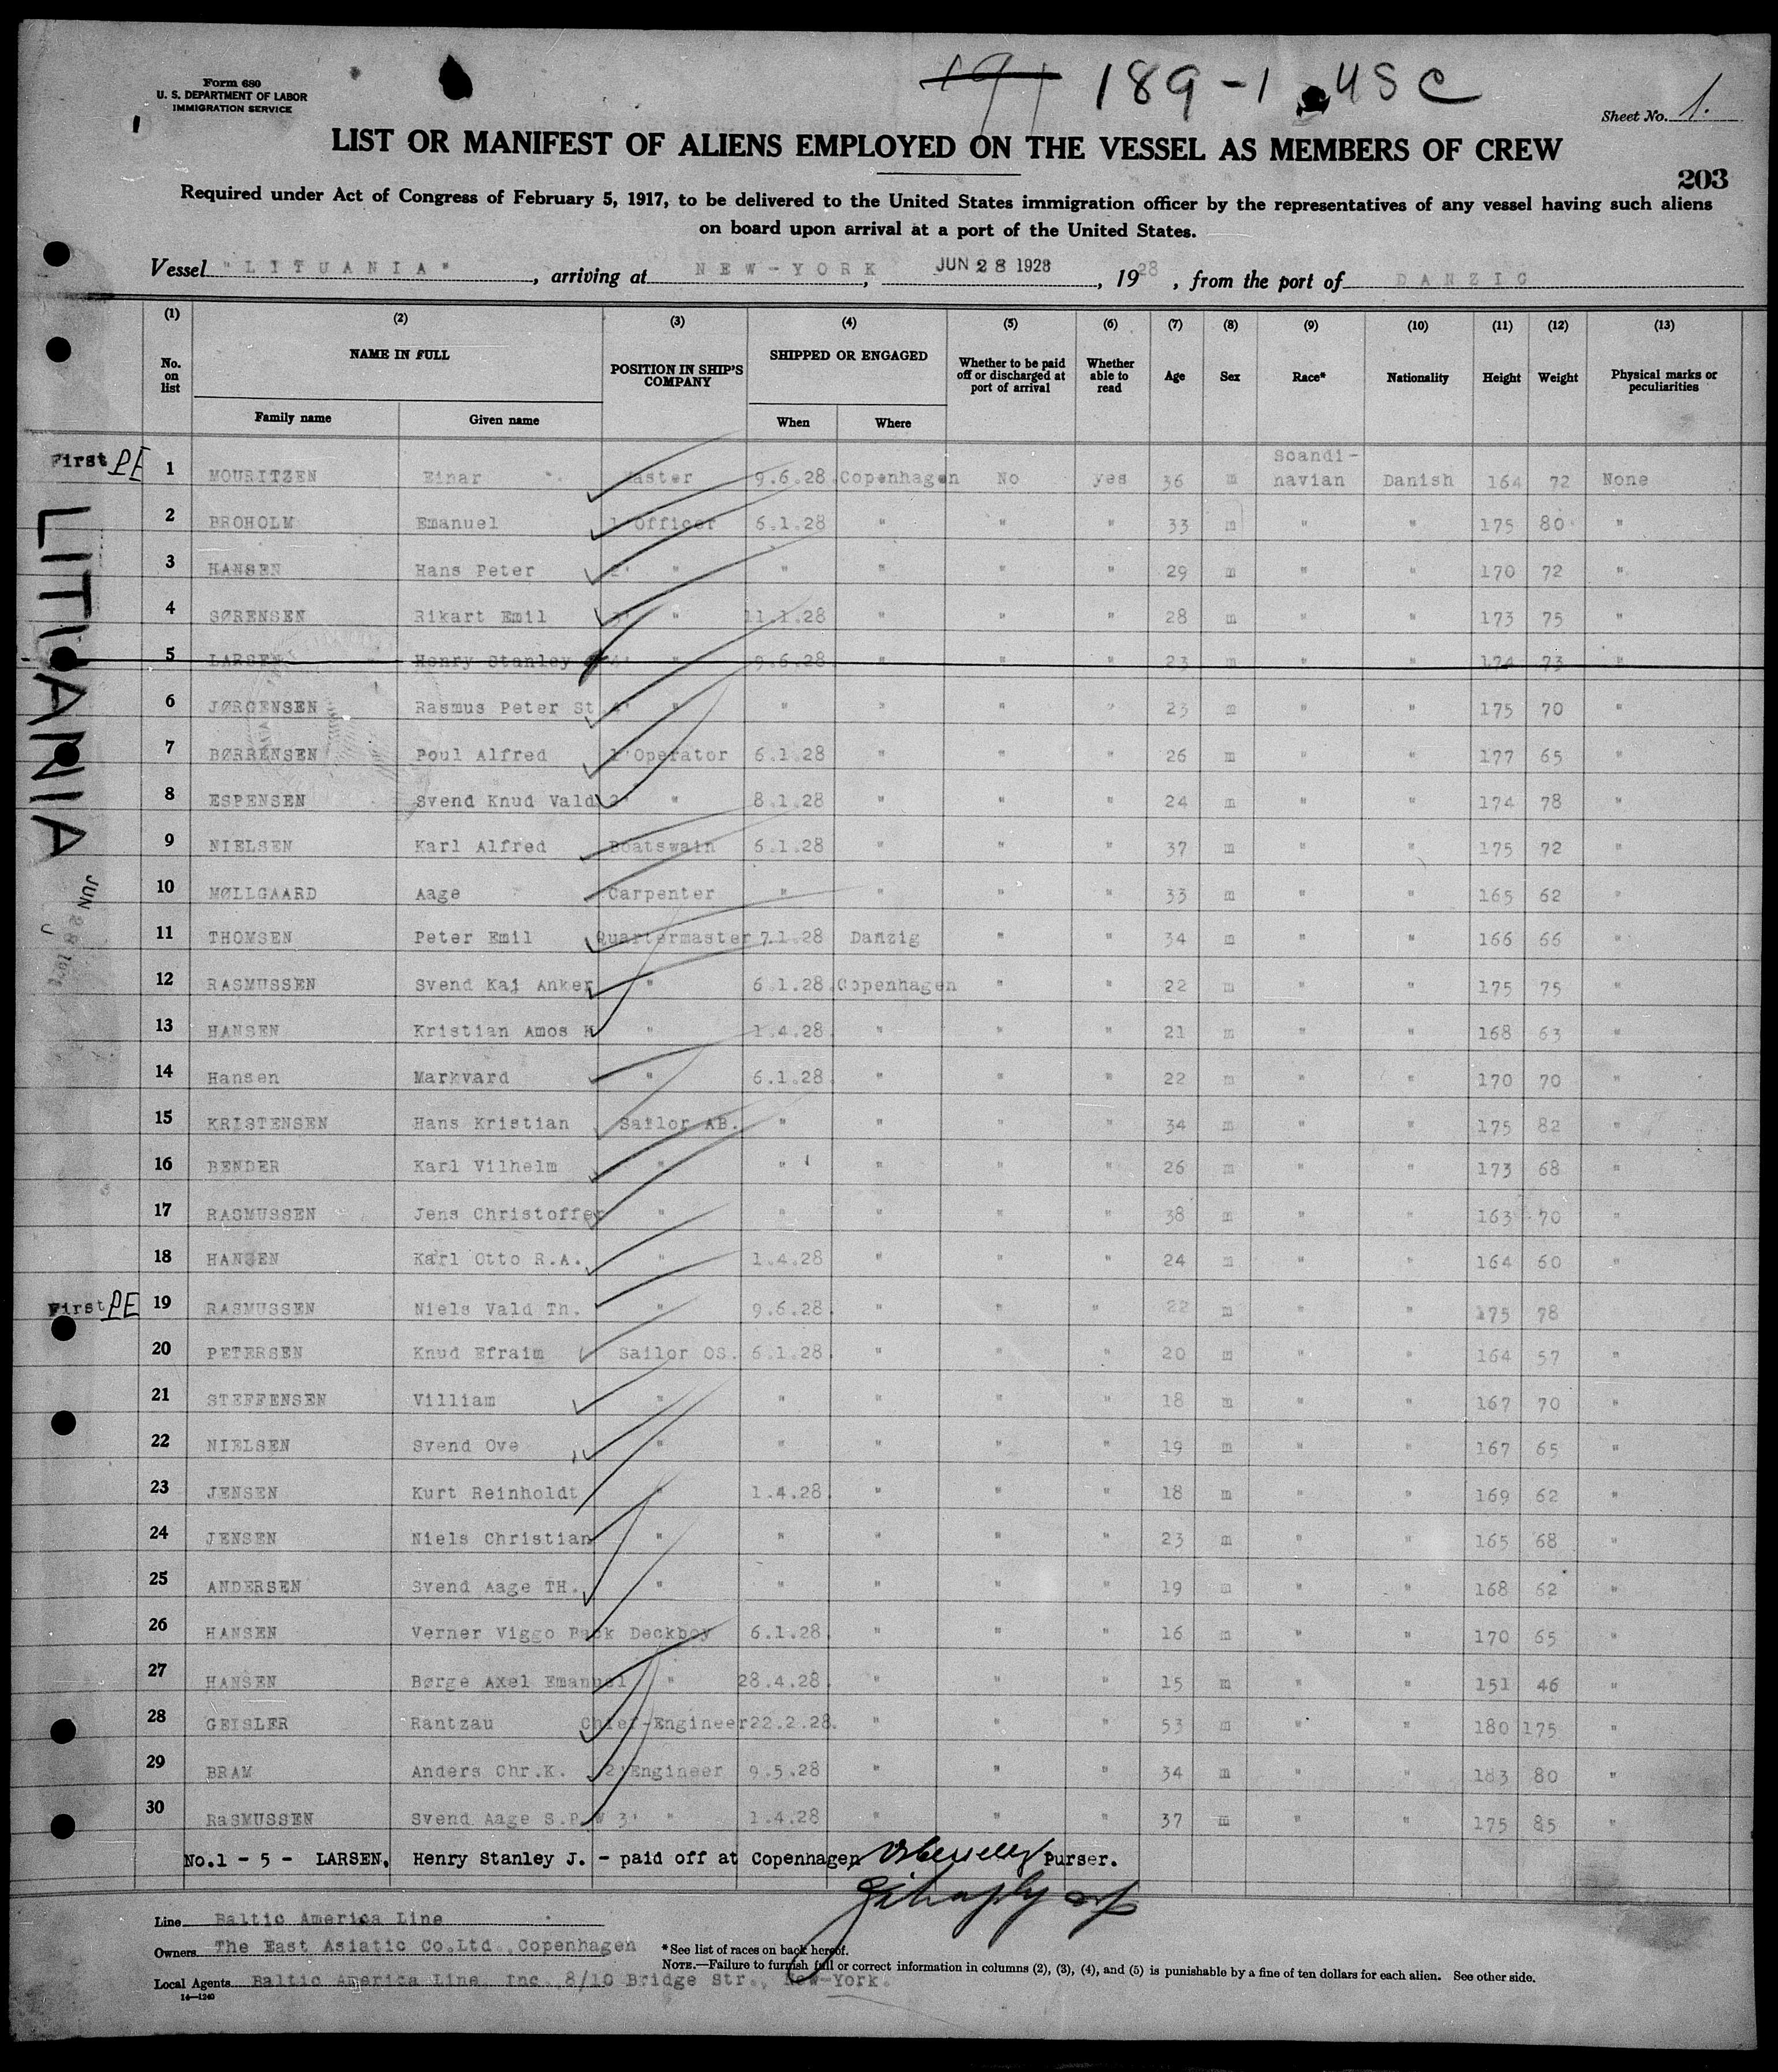 191 189-1 USC
Form 680
U. S. DEPARTMENT OF LABOR
IMMIGRATION SERVICE
Sheet No. 1.
LIST OR MANIFEST OF ALIENS EMPLOYED ON THE VESSEL AS MEMBERS OF CREW
203
Required under Act of Congress of February 5, 1917, to be delivered to the United States immigration officer by the representatives of any vessel having such aliens
on board upon arrival at a port of the United States.
Vessel "LITUANIA", arriving at NEW-YORK, JUN 28 1928, 1928, from the port of DANZIG
(1) (2) (3) (4) (5) (6) (7) (8) (9) (10) (11) (12) (13)
No. on list NAME IN FULL POSITION IN SHIP'S COMPANY SHIPPED OR ENGAGED Whether to be paid off or discharged at port of arrival Whether able to read Age Sex Race* Nationality Height Weight Physical marks or peculiarities
Family name Given name When Where
First PE 1 MOURITZEN Einar Master 9.6.28 Copenhagen No yes 36 m Scandi-navian Danish 164 72 None
2 BROHOLM Emanuel 1'Officer 6.1.28 " " " 33 m " " 175 80 "
3 HANSEN Hans Peter 2' " " " " " 29 m " " 170 72 "
4 SØRENSEN Rikart Emil 3' " 11.1.28 " " " 28 m " " 173 75 "
5 LARSEN Henry Stanley 4' " 9.6.28 " " " 23 m " " 174 73 "
6 JØRGENSEN Rasmus Peter St 4' " " " " " 23 m " " 175 70 "
7 BØRRENSEN Poul Alfred 1'Operator 6.1.28 " " " 26 m " " 177 65 "
8 ESPENSEN Svend Knud Vald 2' " 8.1.28 " " " 24 m " " 174 78 "
9 NIELSEN Karl Alfred Boatswain 6.1.28 " " " 37 m " " 175 72 "
10 MØLLGAARD Aage Carpenter " " " " 33 m " " 165 62 "
11 THOMSEN Peter Emil Quartermaster 7.1.28 Danzig " " 34 m " " 166 66 "
12 RASMUSSEN Svend Kaj Anker " 6.1.28 Copenhagen " " 22 m " " 175 75 "
13 HANSEN Kristian Amos H " 1.4.28 " " " 21 m " " 168 63 "
14 Hansen Markvard " 6.1.28 " " " 22 m " " 170 70 "
15 KRISTENSEN Hans Kristian Sailor AB. " " " " 34 m " " 175 82 "
16 BENDER Karl Vilhelm " " " " " 26 m " " 173 68 "
17 RASMUSSEN Jens Christoffer " " " " " 38 m " " 163 70 "
18 HANSEN Karl Otto R.A. " 1.4.28 " " " 24 m " " 164 60 "
First PE 19 RASMUSSEN Niels Vald Th. " 9.6.28 " " " 22 m " " 175 78
20 PETERSEN Knud Efraim Sailor OS. 6.1.28 " " " 20 m " " 164 57 "
21 STEFFENSEN Villiam " " " " " 18 m " " 167 70 "
22 NIELSEN Svend Ove " " " " " 19 m " " 167 65 "
23 JENSEN Kurt Reinholdt " 1.4.28 " " " 18 m " " 169 62 "
24 JENSEN Niels Christian " " " " " 23 m " " 165 68 "
25 ANDERSEN Svend Aage TH. " " " " " 19 m " " 168 62 "
26 HANSEN Verner Viggo Back Deckboy 6.1.28 " " " 16 m " " 170 65 "
27 HANSEN Børge Axel Emanuel " 28.4.28 " " " 15 m " " 151 46 "
28 GEISLER Rantzau Chief-Engineer 22.2.28. " " " 53 m " " 180 175 "
29 BRAM Anders Chr.K. 2'Engineer 9.5.28 " " " 34 m " " 183 80 "
30 RaSMUSSEN Svend Aage S.P.W 3' " 1.4.28 " " " 37 m " " 175 85 "
LITUANIA
JUN 28
No.1 - 5 - LARSEN, Henry Stanley J. - paid off at Copenhagen Purser.
Line Baltic America Line
Owners The East Asiatic Co.Ltd., Copenhagen
*See list of races on back hereof.
NOTE.—Failure to furnish full or correct information in columns (2), (3), (4), and (5) is punishable by a fine of ten dollars for each alien. See other side.
Local Agents Baltic America Line, Inc. 8/10 Bridge Str., New-York.
14—1240